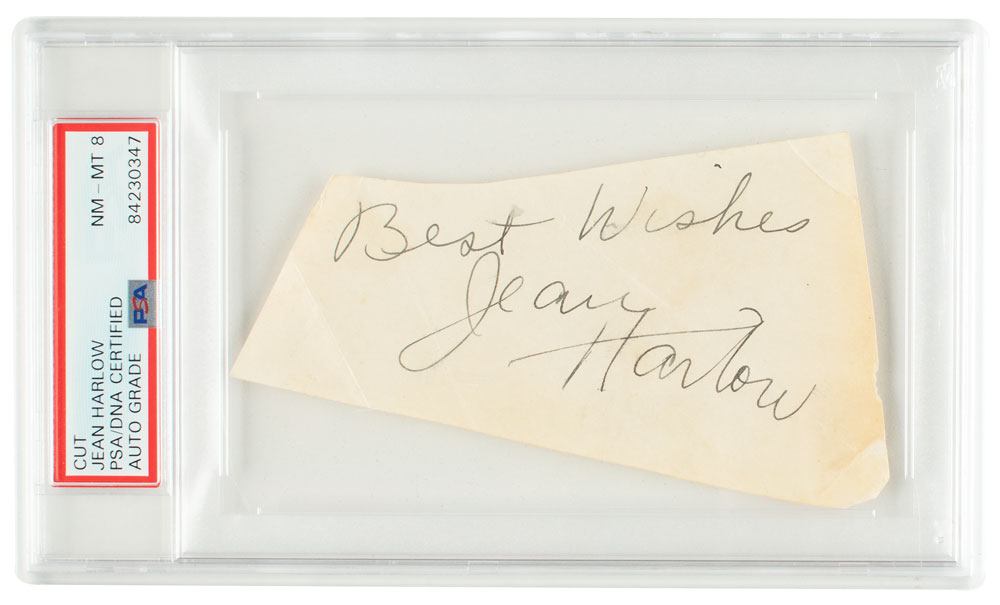 CUT
JEAN HARLOW
PSA/DNA CERTIFIED
AUTO GRADE
NM – MT 8
84230347
PSA
Best Wishes
Jean
Harlow